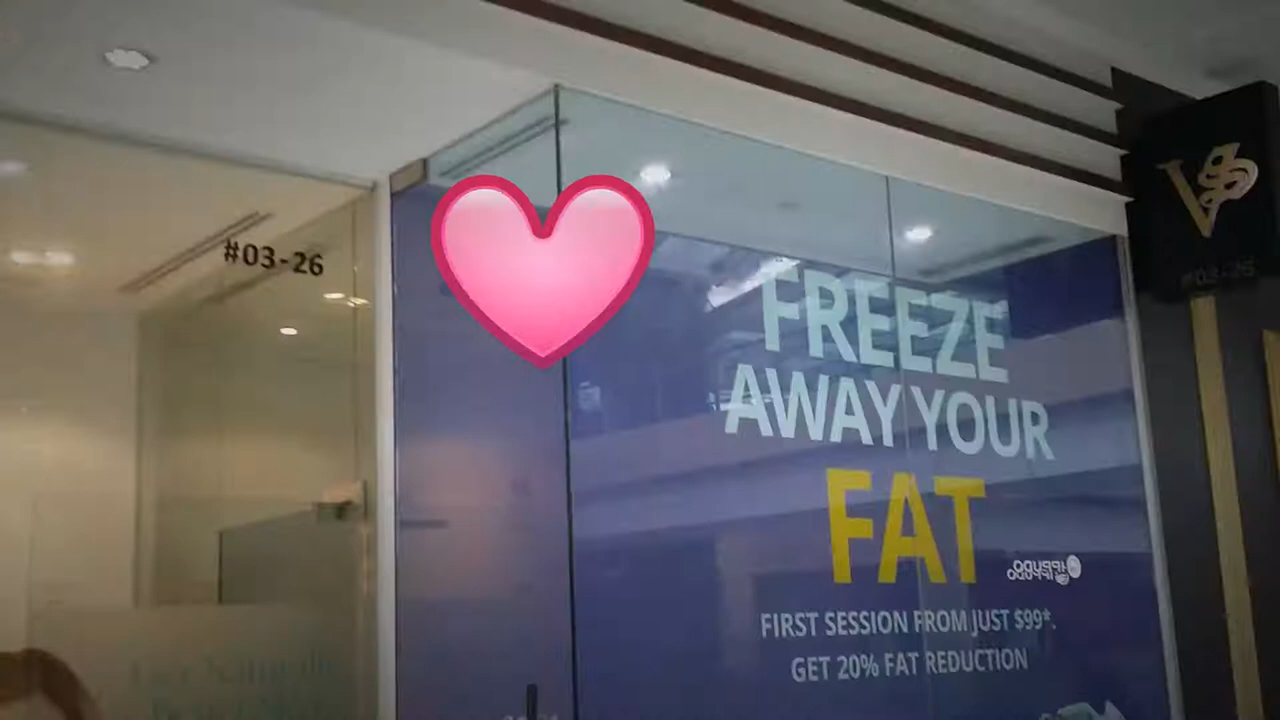 #03-26
FREEZE
AWAY YOUR
FAT
FIRST SESSION FROM JUST $99*.
GET 20% FAT REDUCTION